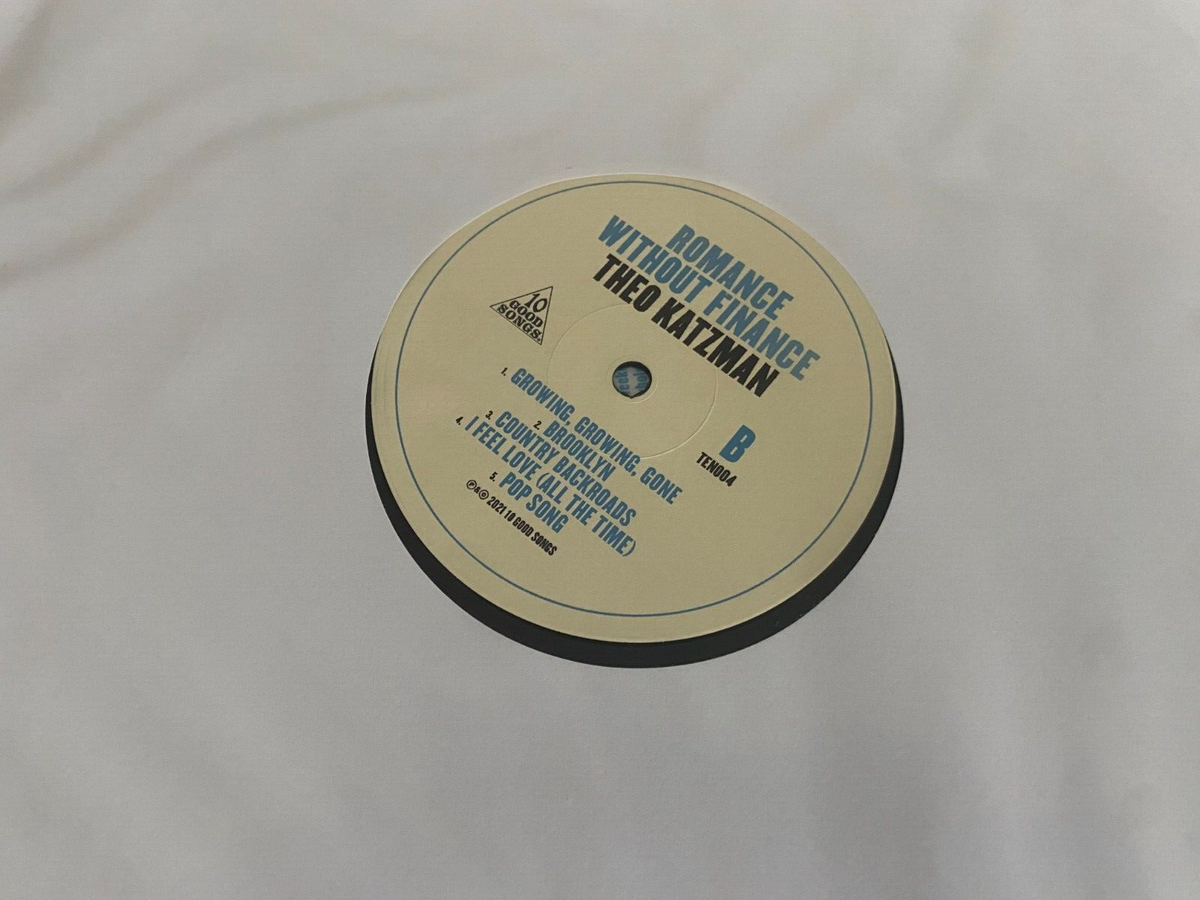 ROMANCE
WITHOUT FINANCE
THEO KATZMAN
10
GOOD
SONGS.
B
TEN004
1. GROWING, GROWING, GONE
2. BROOKLYN
3. COUNTRY BACKROADS
4. I FEEL LOVE (ALL THE TIME)
5. POP SONG
℗&© 2021 10 GOOD SONGS